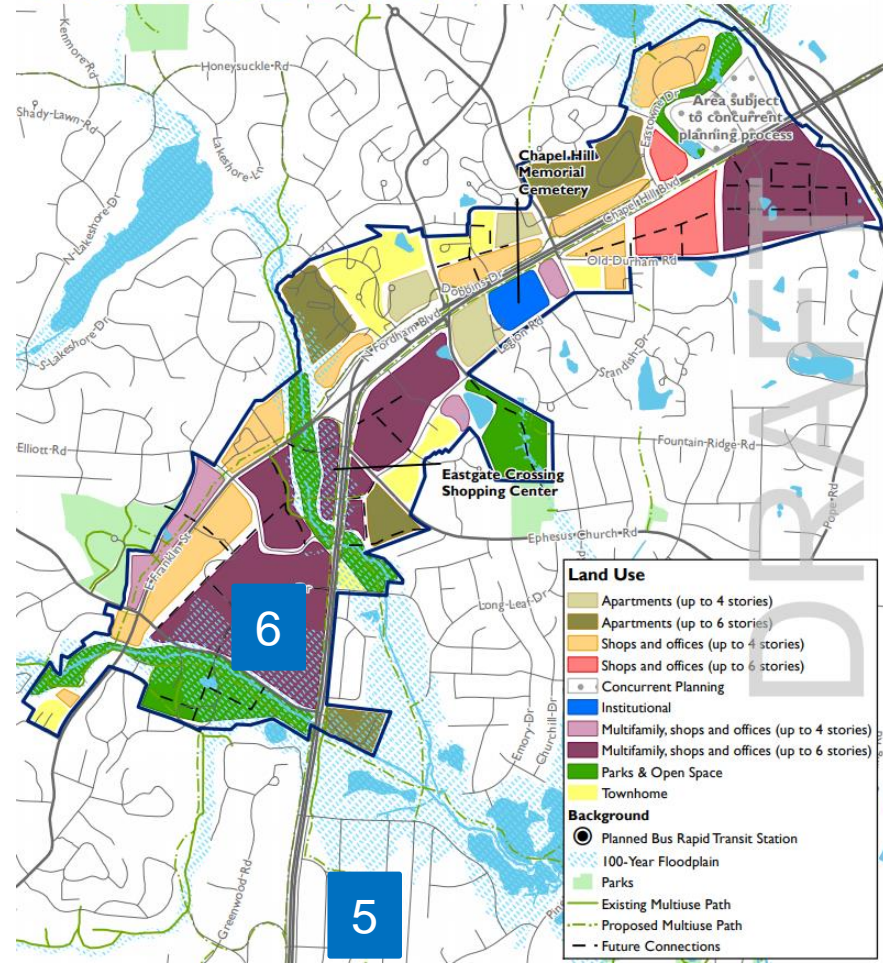 Kenmore-Rd
Honeysuckle-Rd
Shady-Lawn-Rd
Lakeshore-Ln
N-Lakeshore-Dr
S-Lakeshore-Dr
Eastowne-Dr
Area subject
to concurrent
planning process
Chapel Hill
Memorial
Cemetery
Chapel Hill Blvd
Old-Durham-Rd
Dobbins-Dr
N Fordham Blvd
Legion-Rd
Standish-Dr
Elliott-Rd
Fountain-Ridge-Rd
Eastgate Crossing
Shopping Center
Pope-Rd
Ephesus-Church-Rd
E-Franklin-St
Long-Leaf-Dr
Dr
6
Emory-Dr
Churchill-Dr
Greenwood-Rd
5
DRAFT
Land Use
Apartments (up to 4 stories)
Apartments (up to 6 stories)
Shops and offices (up to 4 stories)
Shops and offices (up to 6 stories)
Concurrent Planning
Institutional
Multifamily, shops and offices (up to 4 stories)
Multifamily, shops and offices (up to 6 stories)
Parks & Open Space
Townhome
Background
Planned Bus Rapid Transit Station
100-Year Floodplain
Parks
Existing Multiuse Path
Proposed Multiuse Path
Future Connections